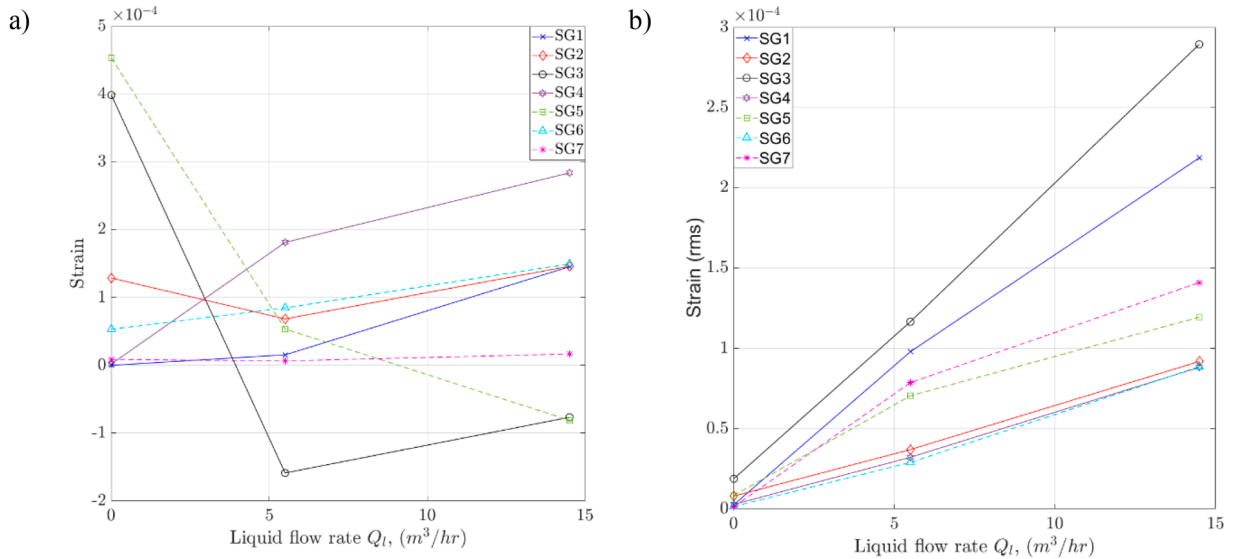 a)
×10⁻⁴
5
4
3
2
1
0
-1
-2
Strain
0
5
10
15
Liquid flow rate Qₗ, (m³/hr)
SG1
SG2
SG3
SG4
SG5
SG6
SG7
b)
×10⁻⁴
3
2.5
2
1.5
1
0.5
0
Strain (rms)
0
5
10
15
Liquid flow rate Qₗ, (m³/hr)
SG1
SG2
SG3
SG4
SG5
SG6
SG7